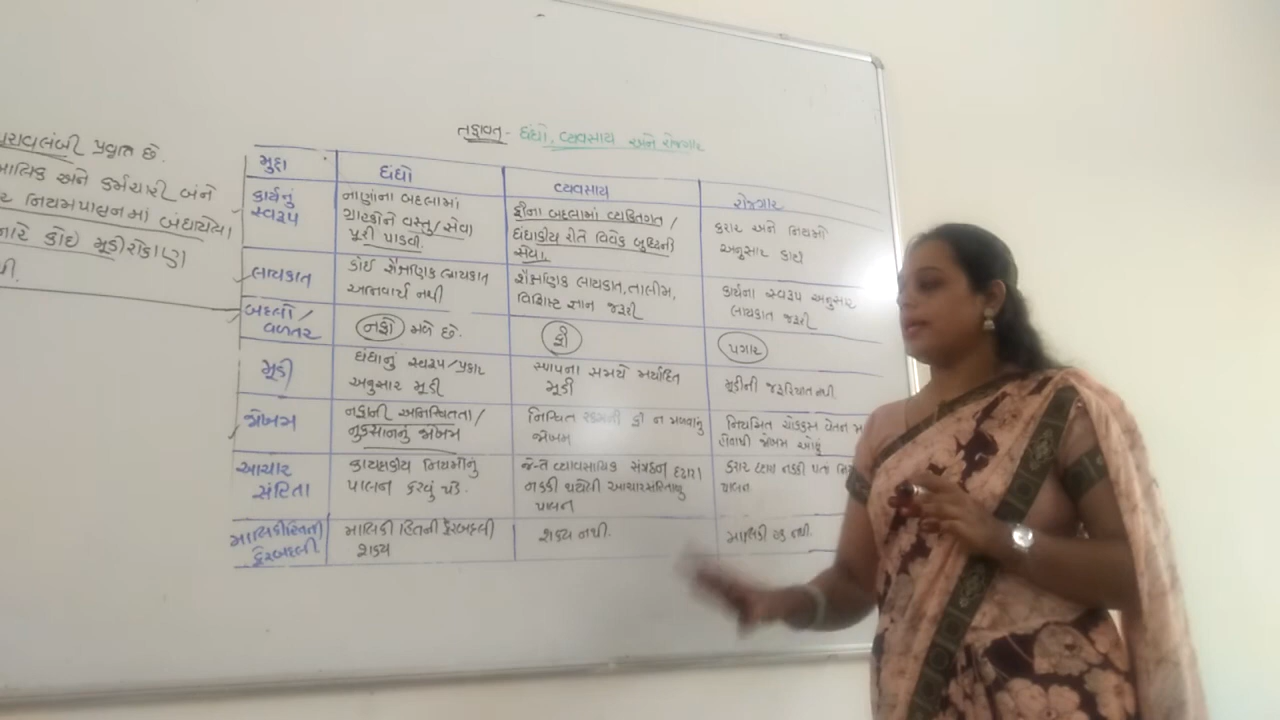 પરાવલંબી પ્રવૃત્ત છે.
માલિક અને કર્મચારી બંને
નિયમપાલનમાં બંધાયેલા
કોઇ મૂડીરોકાણ
તફાવત - ધંધો, વ્યવસાય અને રોજગાર
મુદ્દા
ધંધો
વ્યવસાય
રોજગાર
કાર્યનું
સ્વરૂપ
નાણાંના બદલામાં
ગ્રાહકોને વસ્તુ/સેવા
પૂરી પાડવી.
ફીના બદલામાં વ્યક્તિગત /
ધંધાકીય રીતે વિવેક બુદ્ધિની
સેવા.
કરાર અને નિયમો
અનુસાર કાર્ય
લાયકાત
કોઈ શૈક્ષણિક લાયકાત
અનિવાર્ય નથી
શૈક્ષણિક લાયકાત, તાલીમ,
વિશિષ્ટ જ્ઞાન જરૂરી
કાર્યના સ્વરૂપ અનુસાર
લાયકાત જરૂરી
બદલો /
વળતર
નફો મળે છે.
ફી
પગાર
મૂડી
ધંધાનું સ્વરૂપ/પ્રકાર
અનુસાર મૂડી
સ્થાપના સમયે મર્યાદિત
મૂડી
મૂડીની જરૂરિયાત નથી
જોખમ
નફાની અનિશ્ચિતતા/
નુકસાનનું જોખમ
નિશ્ચિત રકમની ફી ન મળવાનું
જોખમ
નિયમિત ચોક્કસ વેતન
હોવાથી જોખમ ઓછું
આચાર
સંહિતા
કાયદાકીય નિયમોનું
પાલન કરવું પડે.
જે-તે વ્યાવસાયિક સંગઠન દ્વારા
નક્કી થયેલી આચારસંહિતાનું
પાલન
કરાર દ્વારા નક્કી થતા
પાલન
માલિકીહિતની
ફેરબદલી
માલિકી હિતની ફેરબદલી
શક્ય
શક્ય નથી.
માલિકી હક નથી.